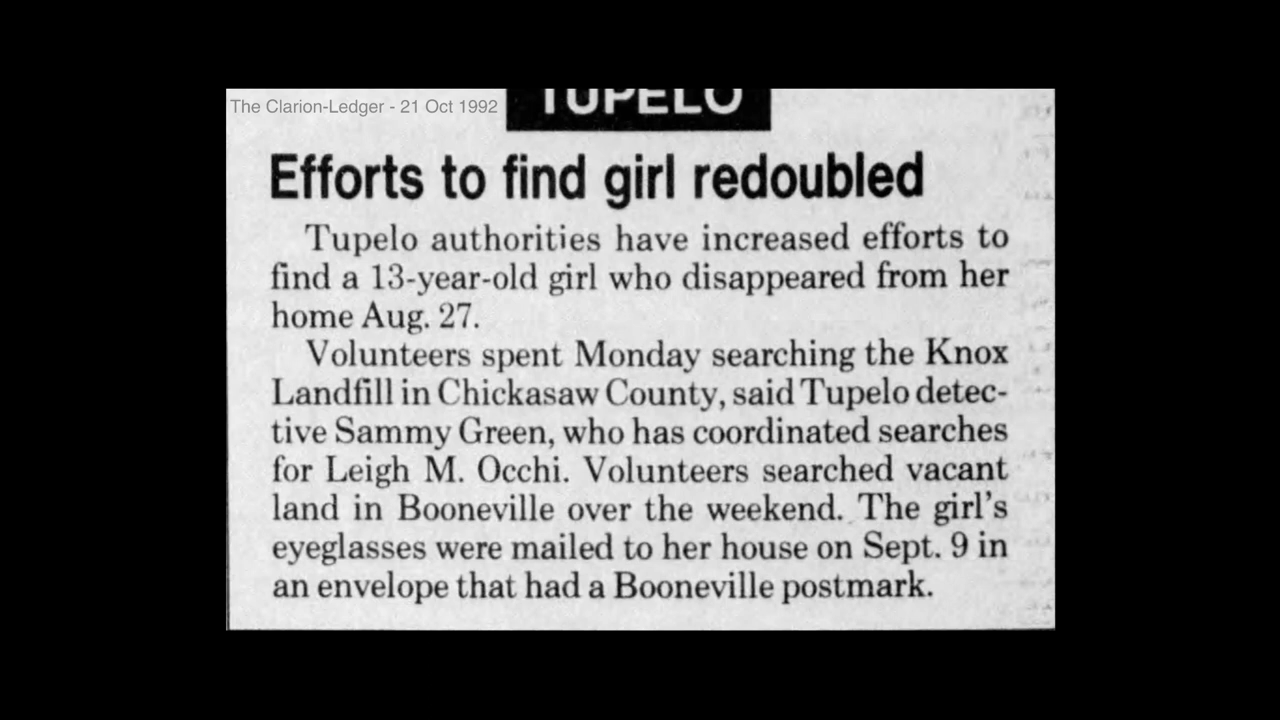 The Clarion-Ledger - 21 Oct 1992
TUPELO
Efforts to find girl redoubled
Tupelo authorities have increased efforts to
find a 13-year-old girl who disappeared from her
home Aug. 27.
Volunteers spent Monday searching the Knox
Landfill in Chickasaw County, said Tupelo detec-
tive Sammy Green, who has coordinated searches
for Leigh M. Occhi. Volunteers searched vacant
land in Booneville over the weekend. The girl's
eyeglasses were mailed to her house on Sept. 9 in
an envelope that had a Booneville postmark.